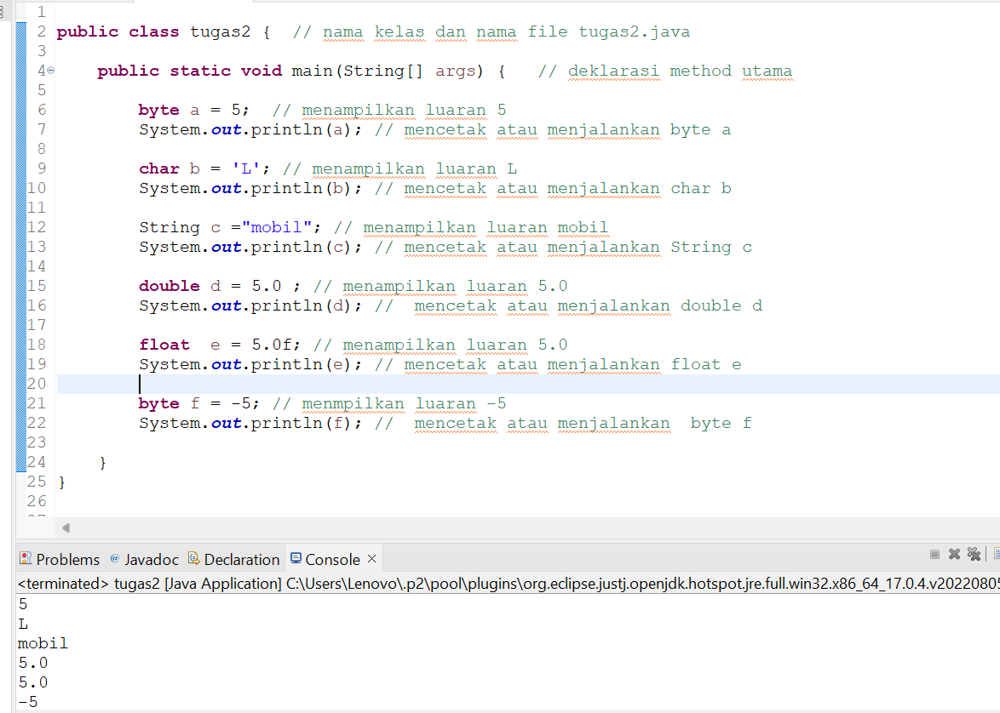 1
2 public class tugas2 {  // nama kelas dan nama file tugas2.java
3
4     public static void main(String[] args) {   // deklarasi method utama
5
6         byte a = 5;  // menampilkan luaran 5
7         System.out.println(a); // mencetak atau menjalankan byte a
8
9         char b = 'L'; // menampilkan luaran L
10         System.out.println(b); // mencetak atau menjalankan char b
11
12         String c ="mobil"; // menampilkan luaran mobil
13         System.out.println(c); // mencetak atau menjalankan String c
14
15         double d = 5.0 ; // menampilkan luaran 5.0
16         System.out.println(d); //  mencetak atau menjalankan double d
17
18         float  e = 5.0f; // menampilkan luaran 5.0
19         System.out.println(e); // mencetak atau menjalankan float e
20
21         byte f = -5; // menmpilkan luaran -5
22         System.out.println(f); //  mencetak atau menjalankan  byte f
23
24     }
25 }
26
Problems @ Javadoc Declaration Console
<terminated> tugas2 [Java Application] C:\Users\Lenovo\.p2\pool\plugins\org.eclipse.justj.openjdk.hotspot.jre.full.win32.x86_64_17.0.4.v20220805
5
L
mobil
5.0
5.0
-5